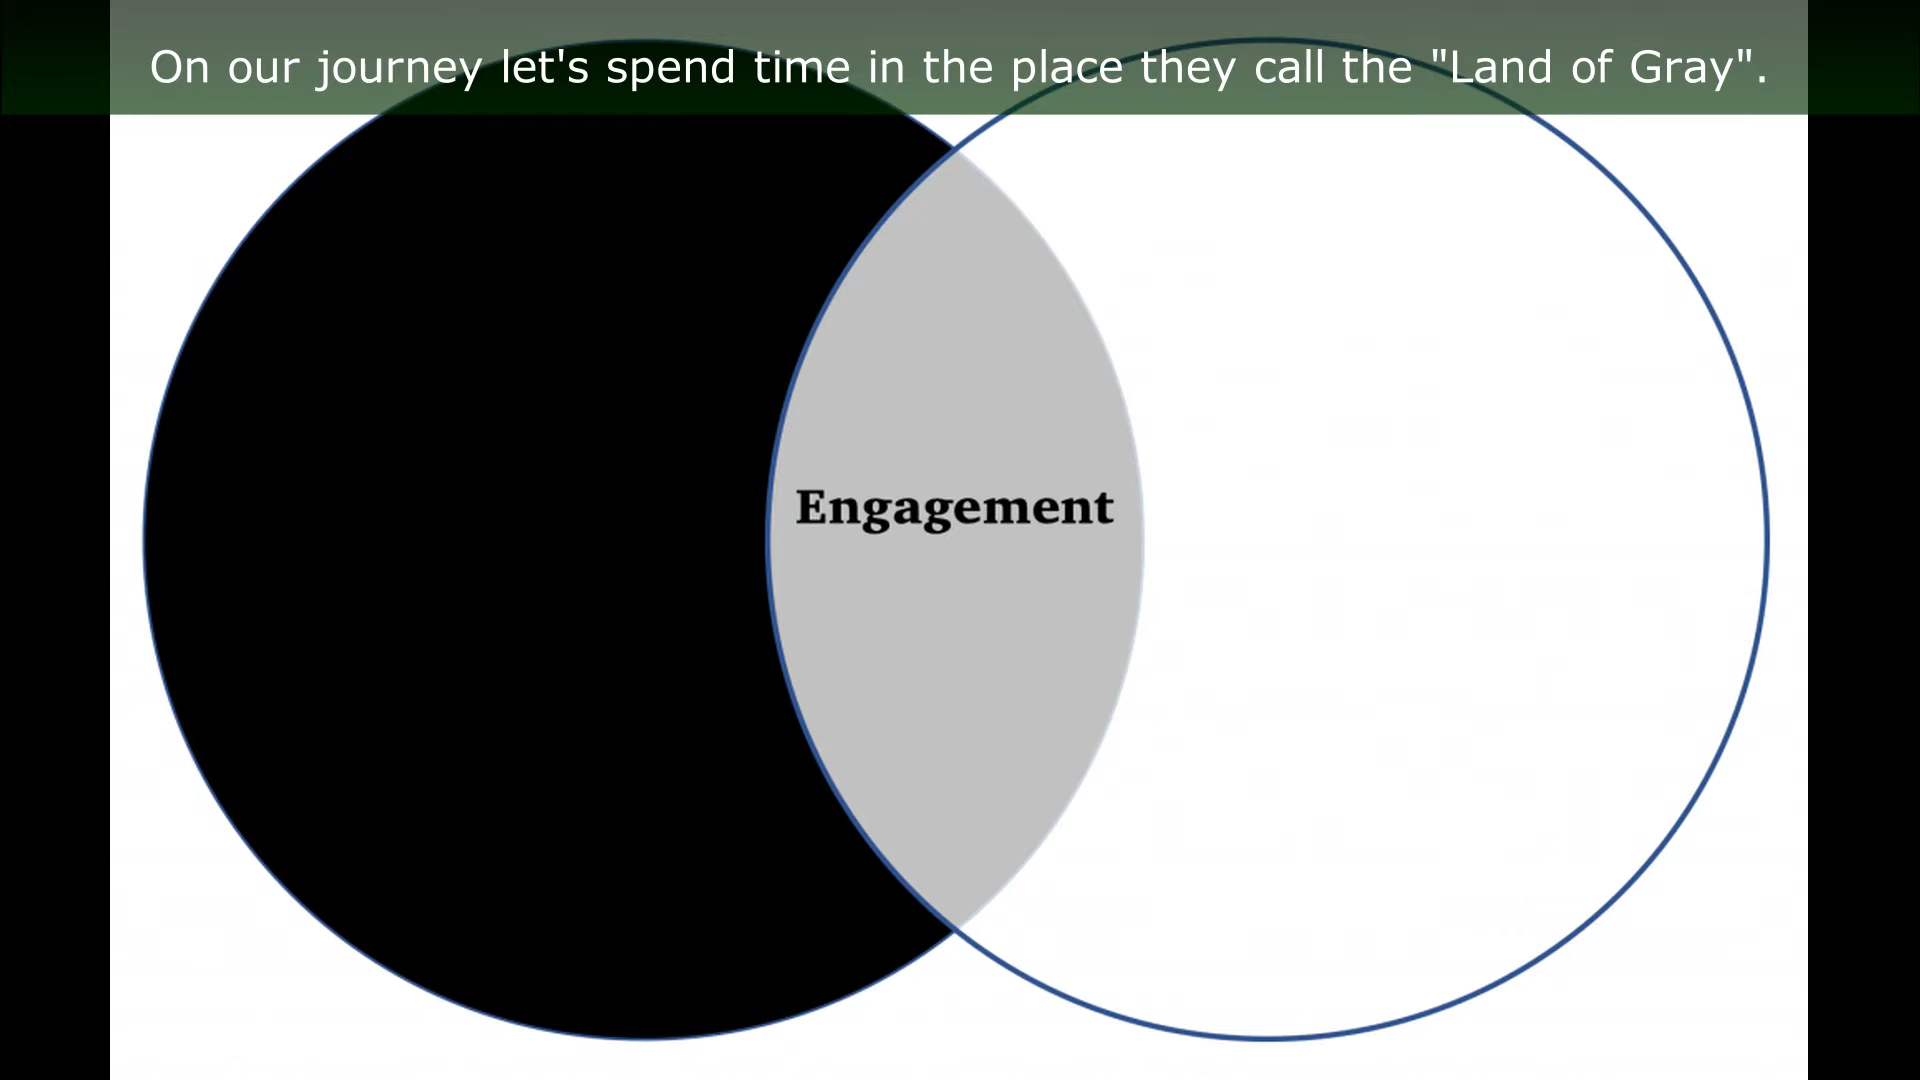 On our journey let's spend time in the place they call the "Land of Gray".
Engagement